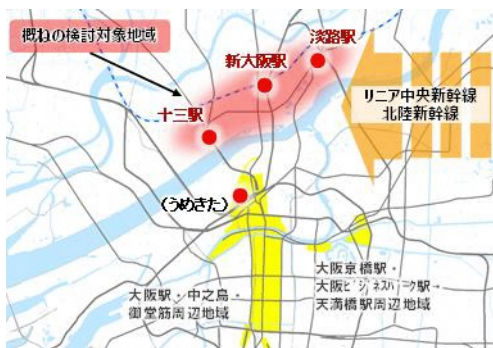 概ねの検討対象地域
淡路駅
新大阪駅
十三駅
リニア中央新幹線
北陸新幹線
（うめきた）
大阪駅・中之島・
御堂筋周辺地域
大阪京橋駅・
大阪ﾋﾞｼﾞﾈｽﾊﾟｰｸ駅・
天満橋駅周辺地域